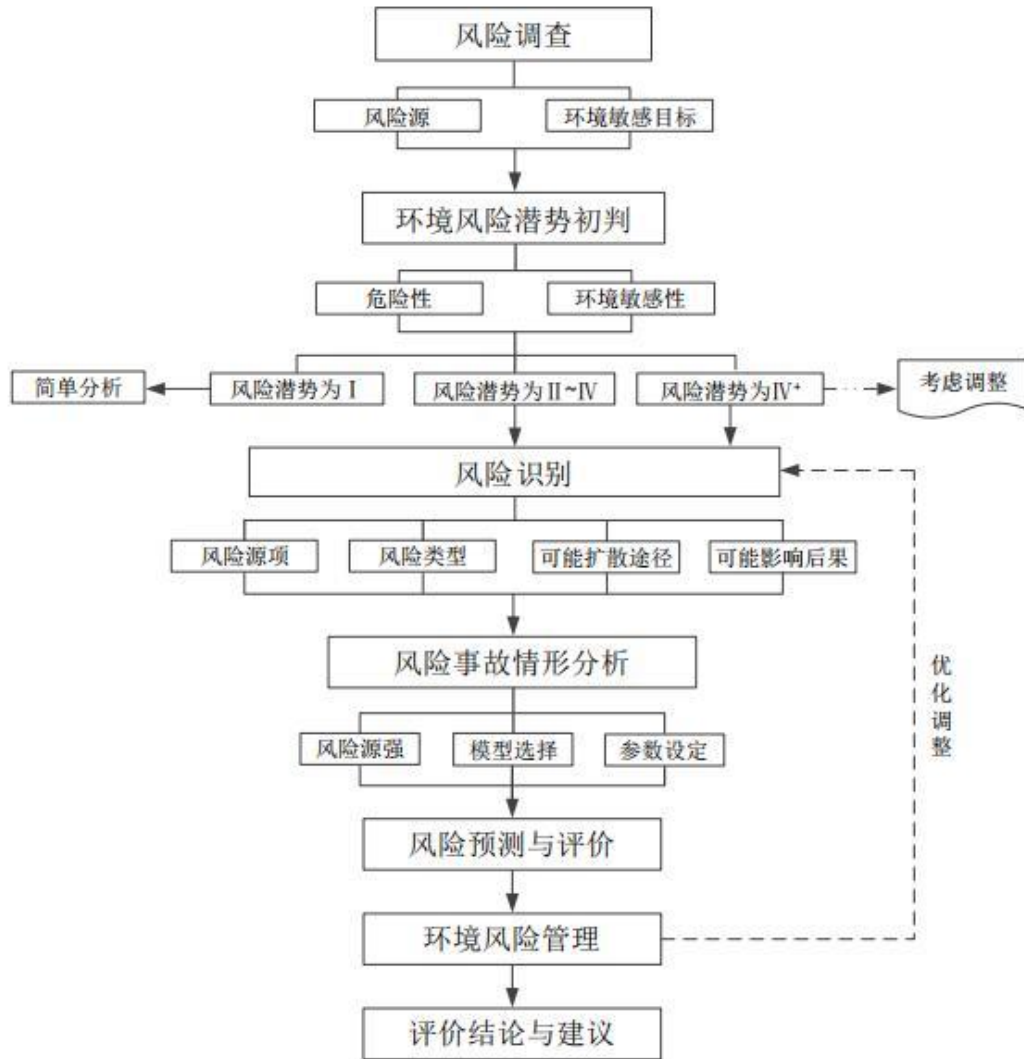 风险调查
风险源
环境敏感目标
环境风险潜势初判
危险性
环境敏感性
简单分析
风险潜势为Ⅰ
风险潜势为Ⅱ~Ⅳ
风险潜势为Ⅳ⁺
考虑调整
风险识别
风险源项
风险类型
可能扩散途径
可能影响后果
风险事故情形分析
风险源强
模型选择
参数设定
优化调整
风险预测与评价
环境风险管理
评价结论与建议